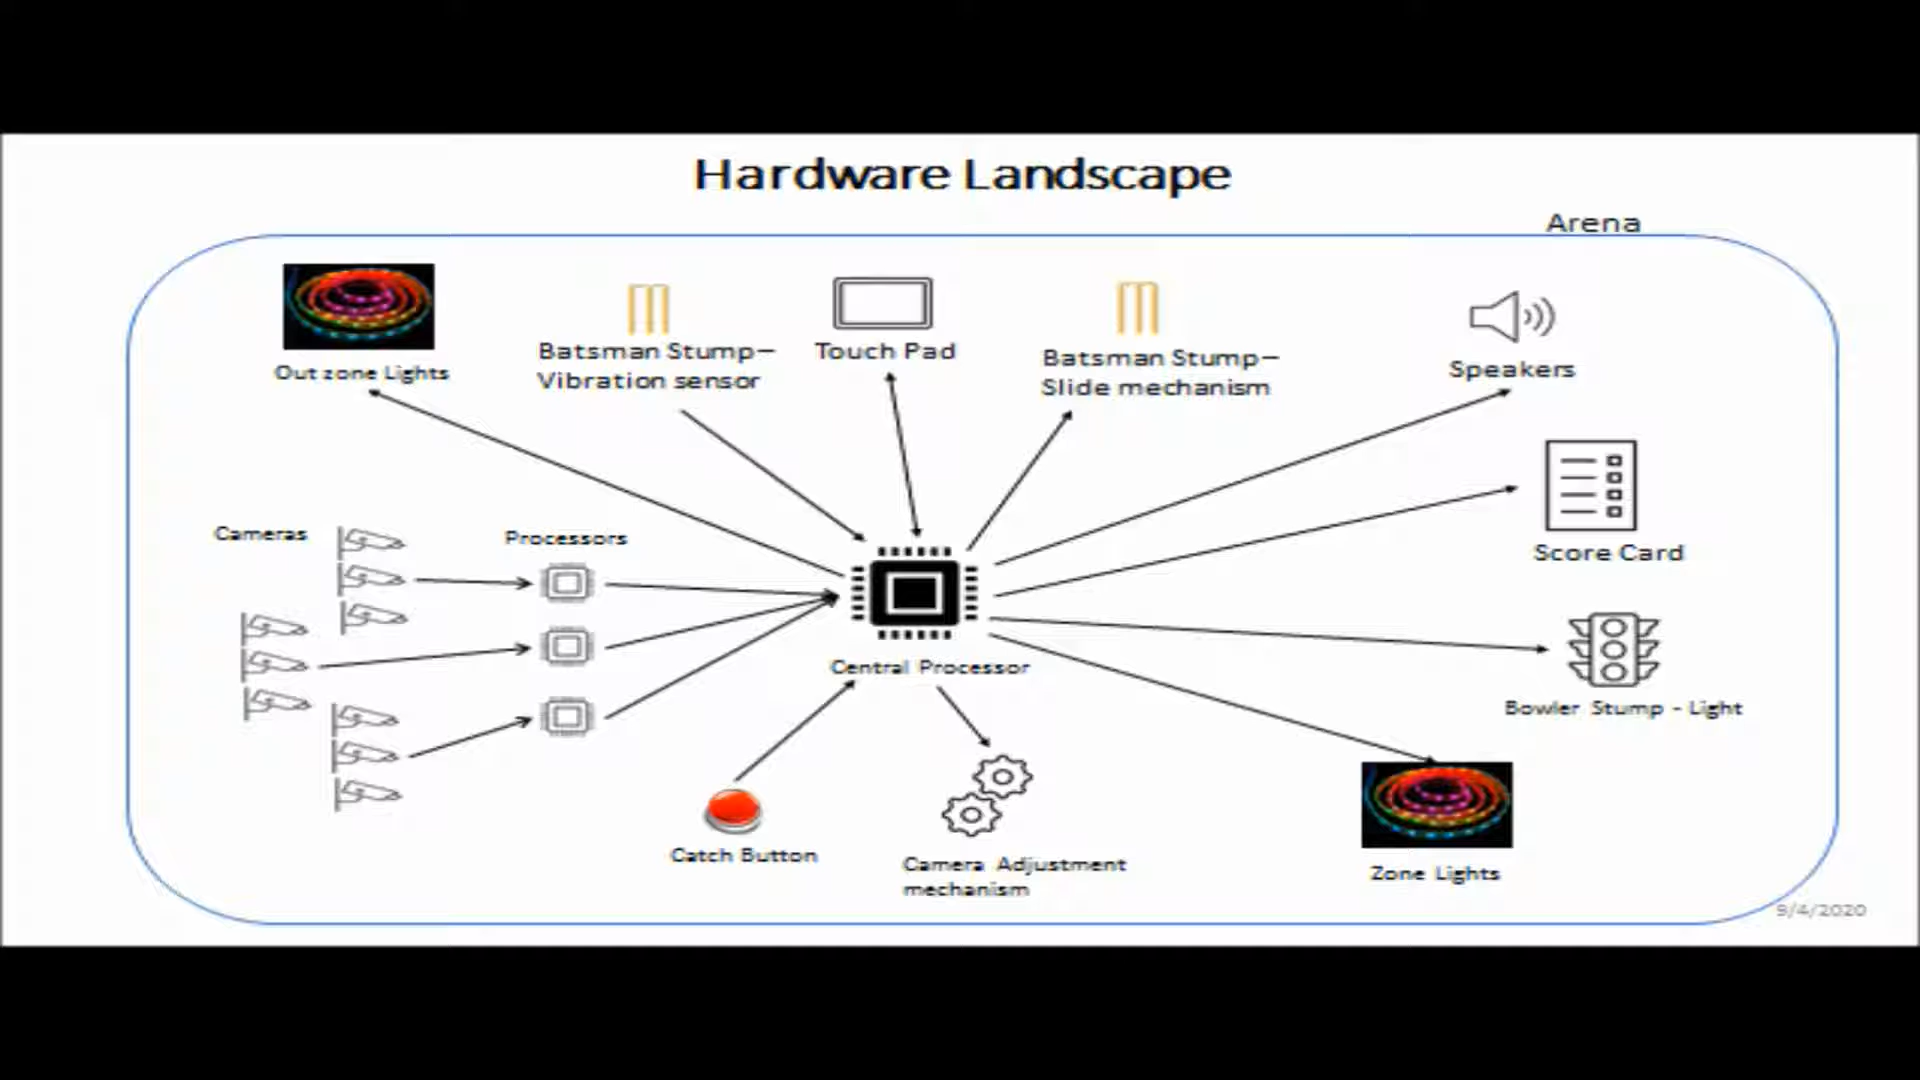 Hardware Landscape
Arena
Out zone Lights
Batsman Stump–
Vibration sensor
Touch Pad
Batsman Stump–
Slide mechanism
Speakers
Score Card
Cameras
Processors
Central Processor
Bowler Stump - Light
Catch Button
Camera Adjustment
mechanism
Zone Lights
9/4/2020